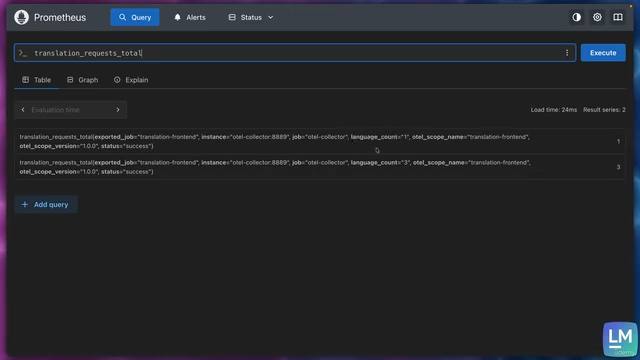 Prometheus
Query
Alerts
Status
>_ translation_requests_total
Execute
Table
Graph
Explain
Evaluation time
Load time: 24ms
Result series: 2
translation_requests_total{exported_job="translation-frontend", instance="otel-collector:8889", job="otel-collector", language_count="1", otel_scope_name="translation-frontend",
otel_scope_version="1.0.0", status="success"}
1
translation_requests_total{exported_job="translation-frontend", instance="otel-collector:8889", job="otel-collector", language_count="3", otel_scope_name="translation-frontend",
otel_scope_version="1.0.0", status="success"}
3
+ Add query
LM